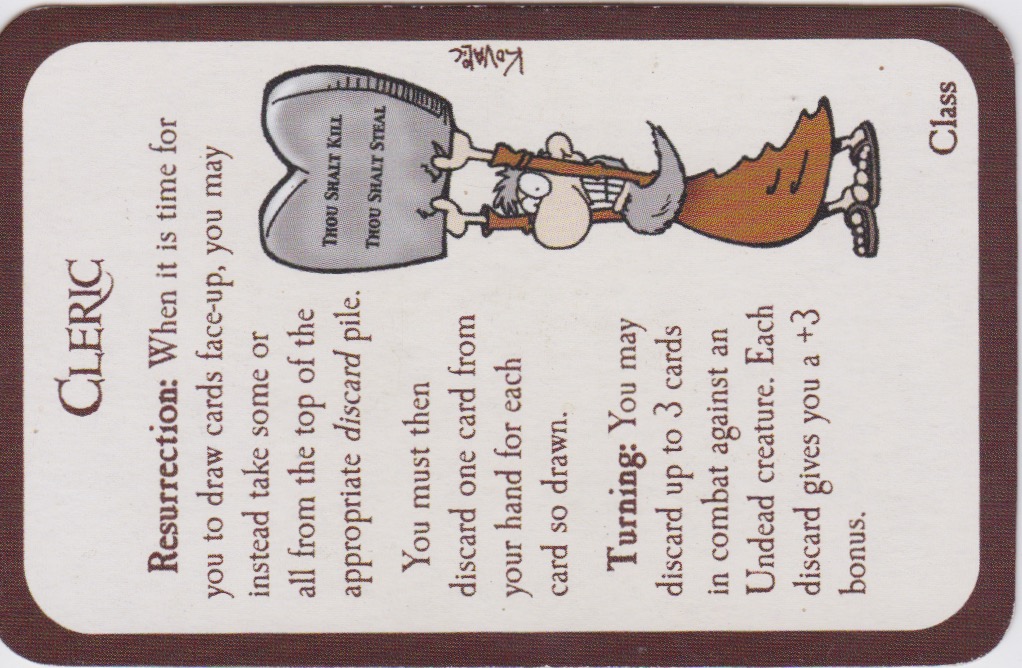 CLERIC
Resurrection: When it is time for
you to draw cards face-up, you may
instead take some or
all from the top of the
appropriate discard pile.
You must then
discard one card from
your hand for each
card so drawn.
Turning: You may
discard up to 3 cards
in combat against an
Undead creature. Each
discard gives you a +3
bonus.
THOU SHALT KILL
THOU SHALT STEAL
KOVALIC
Class